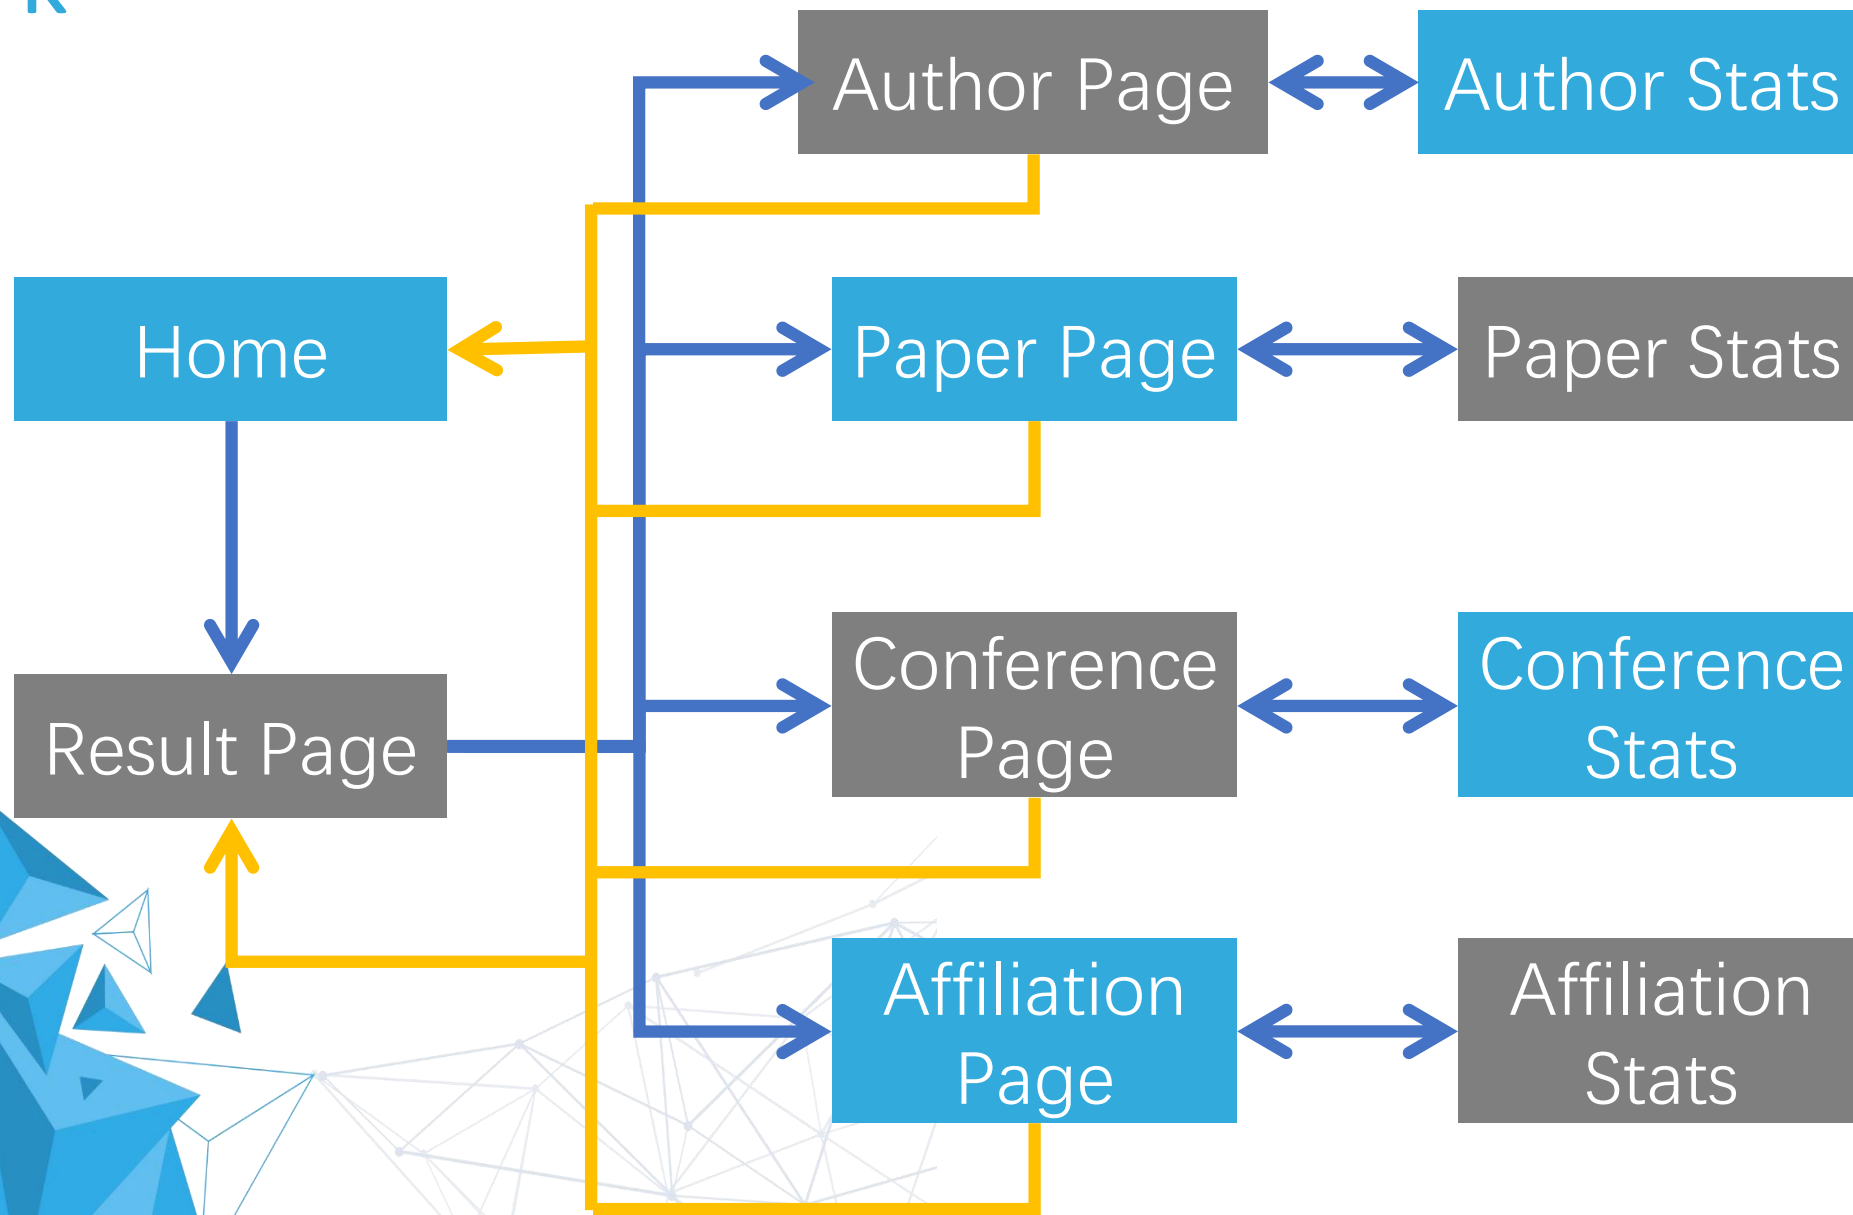 Author Page
Author Stats
Home
Paper Page
Paper Stats
Result Page
Conference
Page
Conference
Stats
Affiliation
Page
Affiliation
Stats